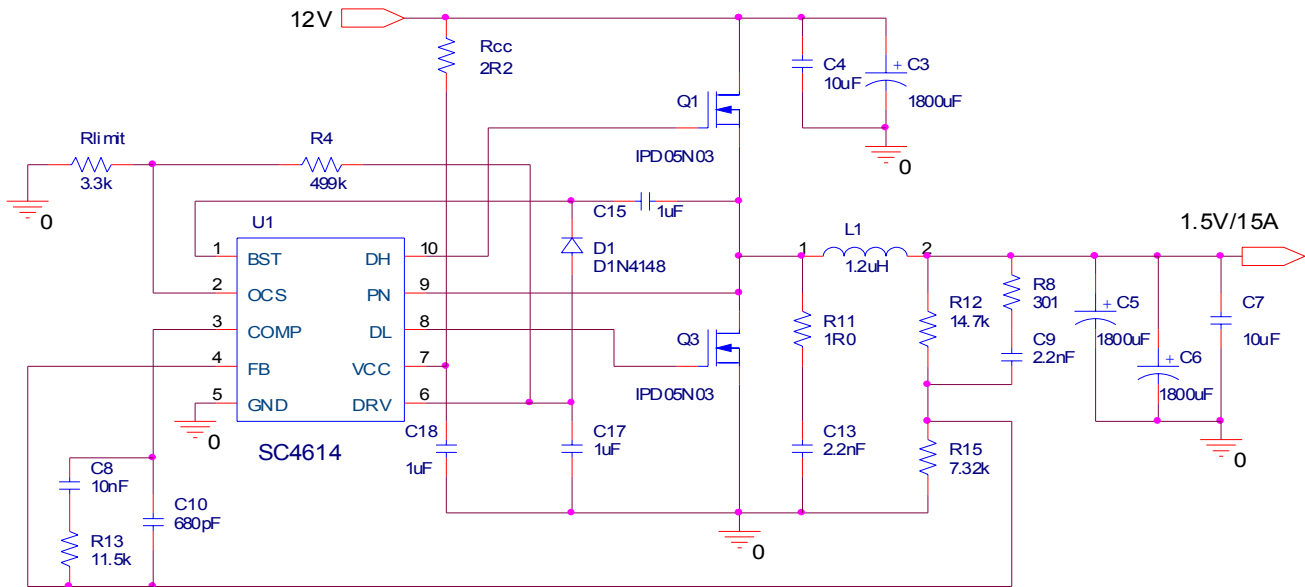 12V
Rcc
2R2
C4
10uF
+ C3
1800uF
Q1
IPD05N03
Rlimit
3.3k
R4
499k
0
0
C15
1uF
U1
D1
D1N4148
1 BST DH 10
2 OCS PN 9
3 COMP DL 8
4 FB VCC 7
5 GND DRV 6
SC4614
0
1 L1 2
1.2uH
1.5V/15A
R11
1R0
R12
14.7k
R8
301
C9
2.2nF
+ C5
1800uF
+ C6
1800uF
C7
10uF
0
Q3
IPD05N03
C18
1uF
C17
1uF
C13
2.2nF
R15
7.32k
C8
10nF
C10
680pF
R13
11.5k
0